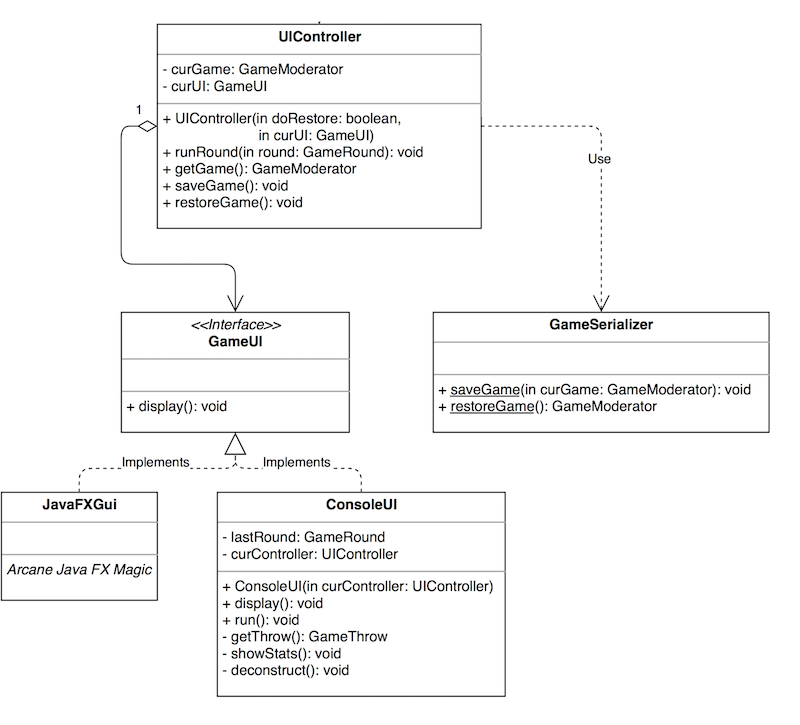 UIController
- curGame: GameModerator
- curUI: GameUI
1
+ UIController(in doRestore: boolean,
in curUI: GameUI)
+ runRound(in round: GameRound): void
+ getGame(): GameModerator
+ saveGame(): void
+ restoreGame(): void
Use
<<Interface>>
GameUI
+ display(): void
GameSerializer
+ saveGame(in curGame: GameModerator): void
+ restoreGame(): GameModerator
Implements
Implements
JavaFXGui
Arcane Java FX Magic
ConsoleUI
- lastRound: GameRound
- curController: UIController
+ ConsoleUI(in curController: UIController)
+ display(): void
+ run(): void
- getThrow(): GameThrow
- showStats(): void
- deconstruct(): void